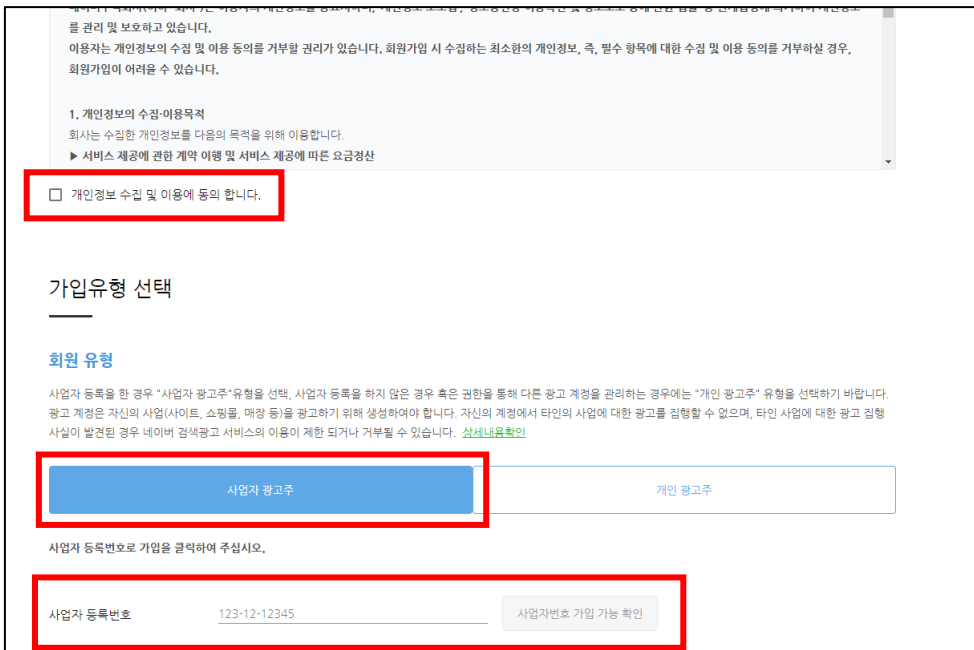 를 관리 및 보호하고 있습니다.
이용자는 개인정보의 수집 및 이용 동의를 거부할 권리가 있습니다. 회원가입 시 수집하는 최소한의 개인정보, 즉, 필수 항목에 대한 수집 및 이용 동의를 거부하실 경우,
회원가입이 어려울 수 있습니다.
1. 개인정보의 수집·이용목적
회사는 수집한 개인정보를 다음의 목적을 위해 이용합니다.
▶ 서비스 제공에 관한 계약 이행 및 서비스 제공에 따른 요금정산
개인정보 수집 및 이용에 동의 합니다.
가입유형 선택
회원 유형
사업자 등록을 한 경우 "사업자 광고주"유형을 선택, 사업자 등록을 하지 않은 경우 혹은 권한을 통해 다른 광고 계정을 관리하는 경우에는 "개인 광고주" 유형을 선택하기 바랍니다.
광고 계정은 자신의 사업(사이트, 쇼핑몰, 매장 등)을 광고하기 위해 생성하여야 합니다. 자신의 계정에서 타인의 사업에 대한 광고를 집행할 수 없으며, 타인 사업에 대한 광고 집행
사실이 발견된 경우 네이버 검색광고 서비스의 이용이 제한 되거나 거부될 수 있습니다. 상세내용확인
사업자 광고주 개인 광고주
사업자 등록번호로 가입을 클릭하여 주십시오.
사업자 등록번호 123-12-12345 사업자번호 가입 가능 확인